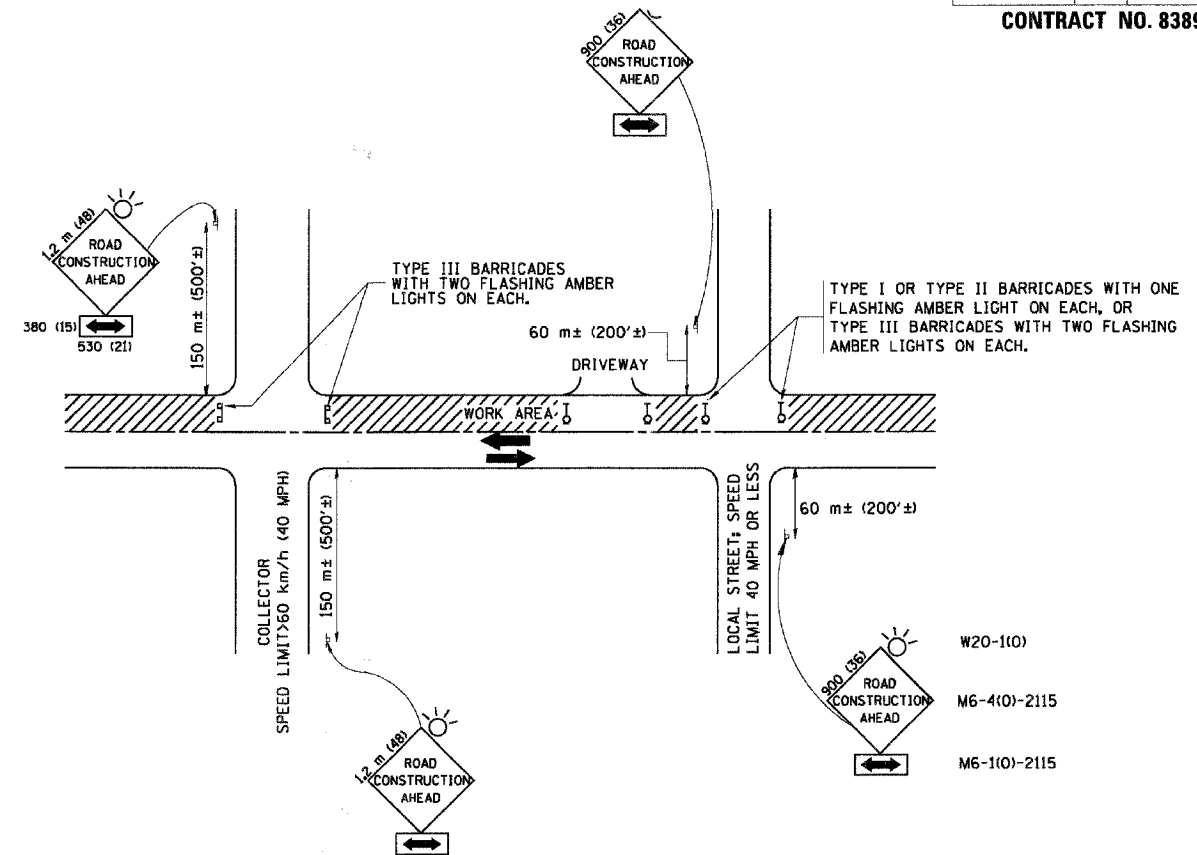 CONTRACT NO. 8389
900 (36)
ROAD
CONSTRUCTION
AHEAD
1.2 m (48)
ROAD
CONSTRUCTION
AHEAD
380 (15)
530 (21)
150 m± (500'±)
TYPE III BARRICADES
WITH TWO FLASHING AMBER
LIGHTS ON EACH.
60 m± (200'±)
DRIVEWAY
TYPE I OR TYPE II BARRICADES WITH ONE
FLASHING AMBER LIGHT ON EACH, OR
TYPE III BARRICADES WITH TWO FLASHING
AMBER LIGHTS ON EACH.
WORK AREA
COLLECTOR
SPEED LIMIT>60 km/h (40 MPH)
150 m± (500'±)
LOCAL STREET; SPEED
LIMIT 40 MPH OR LESS
60 m± (200'±)
900 (36)
ROAD
CONSTRUCTION
AHEAD
W20-1(O)
M6-4(O)-2115
M6-1(O)-2115
1.2 m (48)
ROAD
CONSTRUCTION
AHEAD